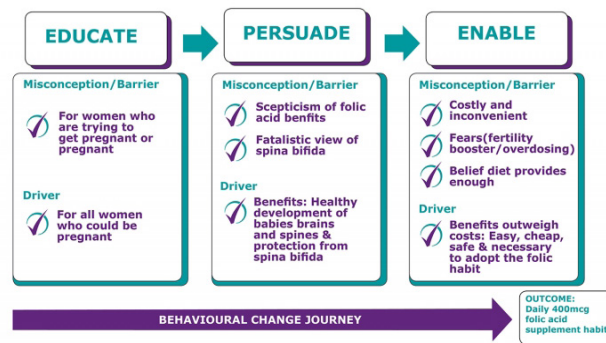 EDUCATE
PERSUADE
ENABLE
Misconception/Barrier
For women who
are trying to
get pregnant or
pregnant
Driver
For all women
who could be
pregnant
Misconception/Barrier
Scepticism of folic
acid benfits
Fatalistic view of
spina bifida
Driver
Benefits: Healthy
development of
babies brains
and spines &
protection from
spina bifida
Misconception/Barrier
Costly and
inconvenient
Fears(fertility
booster/overdosing)
Belief diet provides
enough
Driver
Benefits outweigh
costs: Easy, cheap,
safe & necessary
to adopt the folic
habit
BEHAVIOURAL CHANGE JOURNEY
OUTCOME:
Daily 400mcg
folic acid
supplement habit